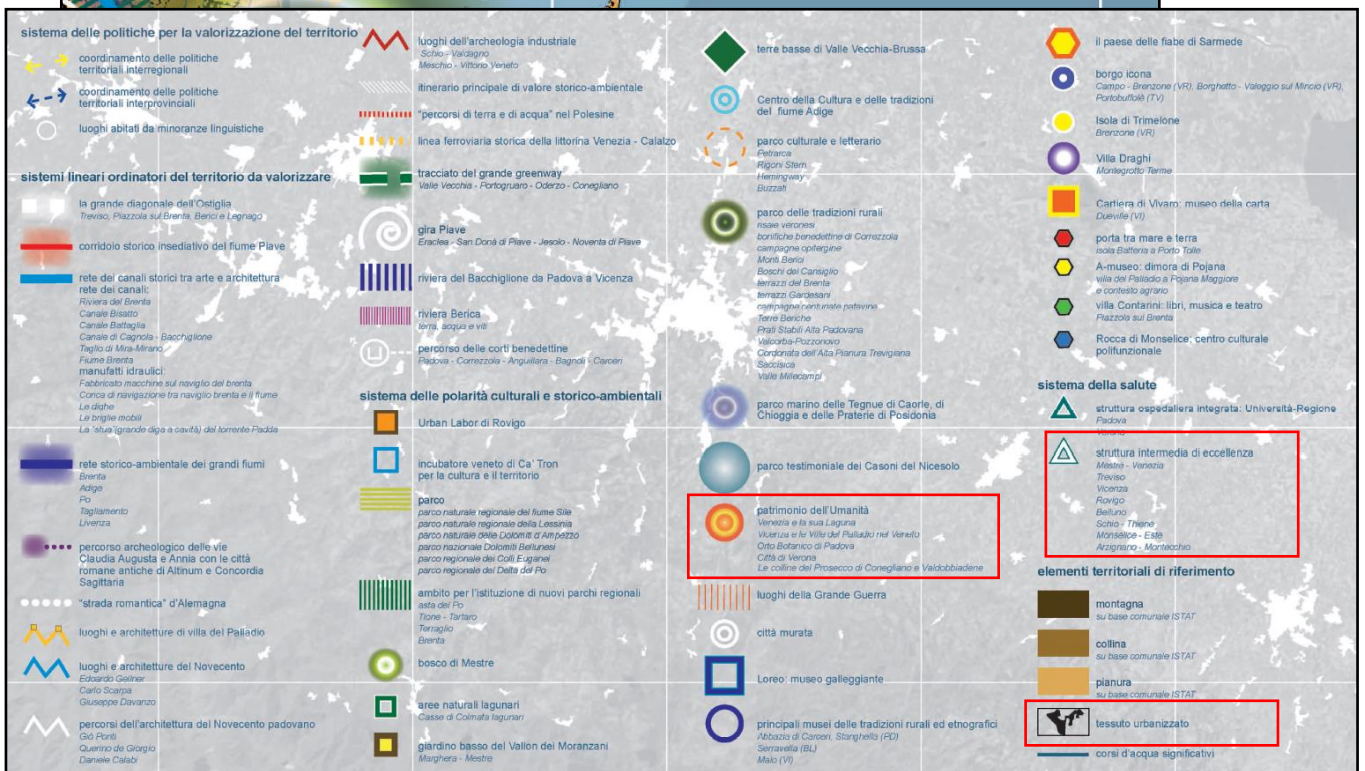 sistema delle politiche per la valorizzazione del territorio
coordinamento delle politiche
territoriali interregionali
coordinamento delle politiche
territoriali interprovinciali
luoghi abitati da minoranze linguistiche
sistemi lineari ordinatori del territorio da valorizzare
la grande diagonale dell'Ostiglia
Treviso, Piazzola sul Brenta, Berici e Legnago
corridoio storico insediativo del fiume Piave
rete dei canali storici tra arte e architettura
rete dei canali:
Riviera del Brenta
Canale Bisatto
Canale Battaglia
Canale di Cagnola - Bacchiglione
Taglio di Mira-Mirano
Fiume Brenta
manufatti idraulici:
Fabbricato macchine sul naviglio del brenta
Conca di navigazione tra naviglio brenta e il fiume
Le dighe
Le briglie mobili
La "stua"(grande diga a cavità) del torrente Padda
rete storico-ambientale dei grandi fiumi
Brenta
Adige
Po
Tagliamento
Livenza
percorso archeologico delle vie
Claudia Augusta e Annia con le città
romane antiche di Altinum e Concordia
Sagittaria
"strada romantica" d'Alemagna
luoghi e architetture di villa del Palladio
luoghi e architetture del Novecento
Edoardo Gellner
Carlo Scarpa
Giuseppe Davanzo
percorsi dell'architettura del Novecento padovano
Giò Ponti
Querino de Giorgio
Daniele Calabi
luoghi dell'archeologia industriale
Schio - Valdagno
Meschio - Vittorio Veneto
itinerario principale di valore storico-ambientale
"percorsi di terra e di acqua" nel Polesine
linea ferroviaria storica della littorina Venezia - Calalzo
tracciato del grande greenway
Valle Vecchia - Portogruaro - Oderzo - Conegliano
gira Piave
Eraclea - San Donà di Piave - Jesolo - Noventa di Piave
riviera del Bacchiglione da Padova a Vicenza
riviera Berica
terra, acqua e viti
percorso delle corti benedettine
Padova - Correzzola - Anguillara - Bagnoli - Carceri
sistema delle polarità culturali e storico-ambientali
Urban Labor di Rovigo
incubatore veneto di Ca' Tron
per la cultura e il territorio
parco
parco naturale regionale del fiume Sile
parco naturale regionale della Lessinia
parco naturale delle Dolomiti d'Ampezzo
parco nazionale Dolomiti Bellunesi
parco regionale dei Colli Euganei
parco regionale del Delta del Po
ambito per l'istituzione di nuovi parchi regionali
asta del Po
Tione - Tartaro
Terraglio
Brenta
bosco di Mestre
aree naturali lagunari
Casse di Colmata lagunari
giardino basso del Vallon dei Moranzani
Marghera - Mestre
terre basse di Valle Vecchia-Brussa
Centro della Cultura e delle tradizioni
del fiume Adige
parco culturale e letterario
Petrarca
Rigoni Stern
Hemingway
Buzzati
parco delle tradizioni rurali
risaie veronesi
bonifiche benedettine di Correzzola
campagne opitergine
Monti Berici
Boschi del Cansiglio
terrazzi del Brenta
terrazzi Gardesani
campagne centuriate patavine
Terre Beriche
Prati Stabili Alta Padovana
Valcorba-Pozzonovo
Cordonata dell'Alta Pianura Trevigiana
Saccisica
Valle Millecampi
parco marino delle Tegnue di Caorle, di
Chioggia e delle Praterie di Posidonia
parco testimoniale dei Casoni del Nicesolo
patrimonio dell'Umanità
Venezia e la sua Laguna
Vicenza e le Ville del Palladio nel Veneto
Orto Botanico di Padova
Città di Verona
Le colline del Prosecco di Conegliano e Valdobbiadene
luoghi della Grande Guerra
città murata
Loreo: museo galleggiante
principali musei delle tradizioni rurali ed etnografici
Abbazia di Carceri, Stanghella (PD)
Serravella (BL)
Malo (VI)
il paese delle fiabe di Sarmede
borgo icona
Campo - Brenzone (VR), Borghetto - Valeggio sul Mincio (VR),
Portobuffolè (TV)
Isola di Trimelone
Brenzone (VR)
Villa Draghi
Montegrotto Terme
Cartiera di Vivaro: museo della carta
Dueville (VI)
porta tra mare e terra
isola Batteria a Porto Tolle
A-museo: dimora di Pojana
villa del Palladio a Pojana Maggiore
e contesto agrario
villa Contarini: libri, musica e teatro
Piazzola sul Brenta
Rocca di Monselice: centro culturale
polifunzionale
sistema della salute
struttura ospedaliera integrata: Università-Regione
Padova
Verona
struttura intermedia di eccellenza
Mestre - Venezia
Treviso
Vicenza
Rovigo
Belluno
Schio - Thiene
Monselice - Este
Arzignano - Montecchio
elementi territoriali di riferimento
montagna
su base comunale ISTAT
collina
su base comunale ISTAT
pianura
su base comunale ISTAT
tessuto urbanizzato
corsi d'acqua significativi